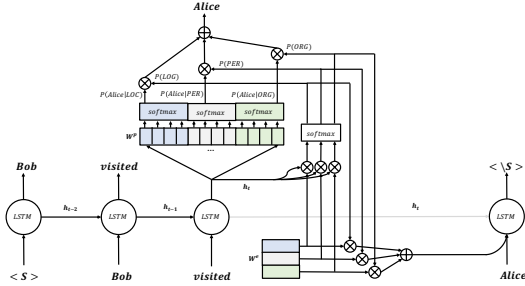 Alice
P(ORG)
P(PER)
P(LOG)
P(Alice|LOC) P(Alice|PER) P(Alice|ORG)
softmax softmax softmax
softmax
W^p
...
Bob visited <\S>
h_t
LSTM h_{t-2} LSTM h_{t-1} LSTM h_t LSTM
W^e
<S> Bob visited Alice